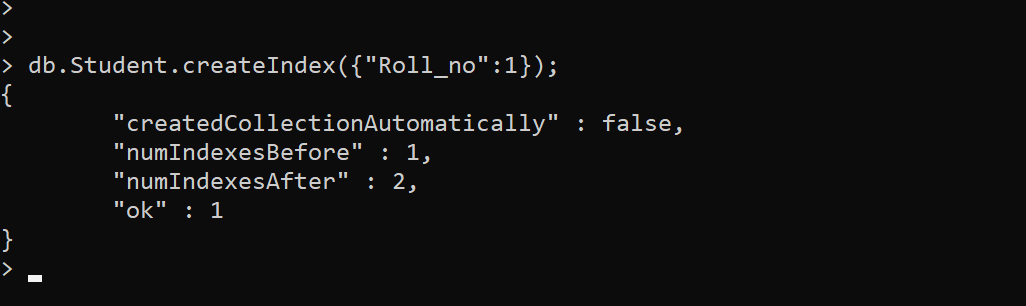 >
>
> db.Student.createIndex({"Roll_no":1});
{
        "createdCollectionAutomatically" : false,
        "numIndexesBefore" : 1,
        "numIndexesAfter" : 2,
        "ok" : 1
}
>